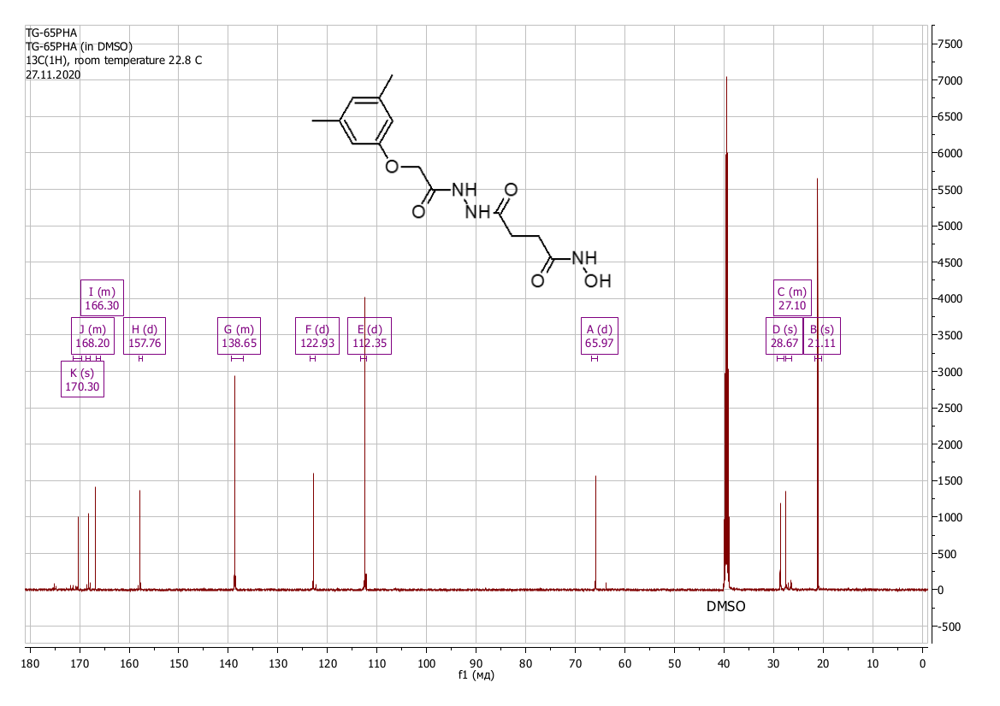 TG-65PHA
TG-65PHA (in DMSO)
13C(1H), room temperature 22.8 C
27.11.2020
O
O
NH
NH
O
O
NH
OH
I (m)
166.30
J (m)
168.20
K (s)
170.30
H (d)
157.76
G (m)
138.65
F (d)
122.93
E (d)
112.35
A (d)
65.97
C (m)
27.10
D (s)
28.67
B (s)
21.11
DMSO
7500
7000
6500
6000
5500
5000
4500
4000
3500
3000
2500
2000
1500
1000
500
0
-500
180 170 160 150 140 130 120 110 100 90 80 70 60 50 40 30 20 10 0
f1 (мд)